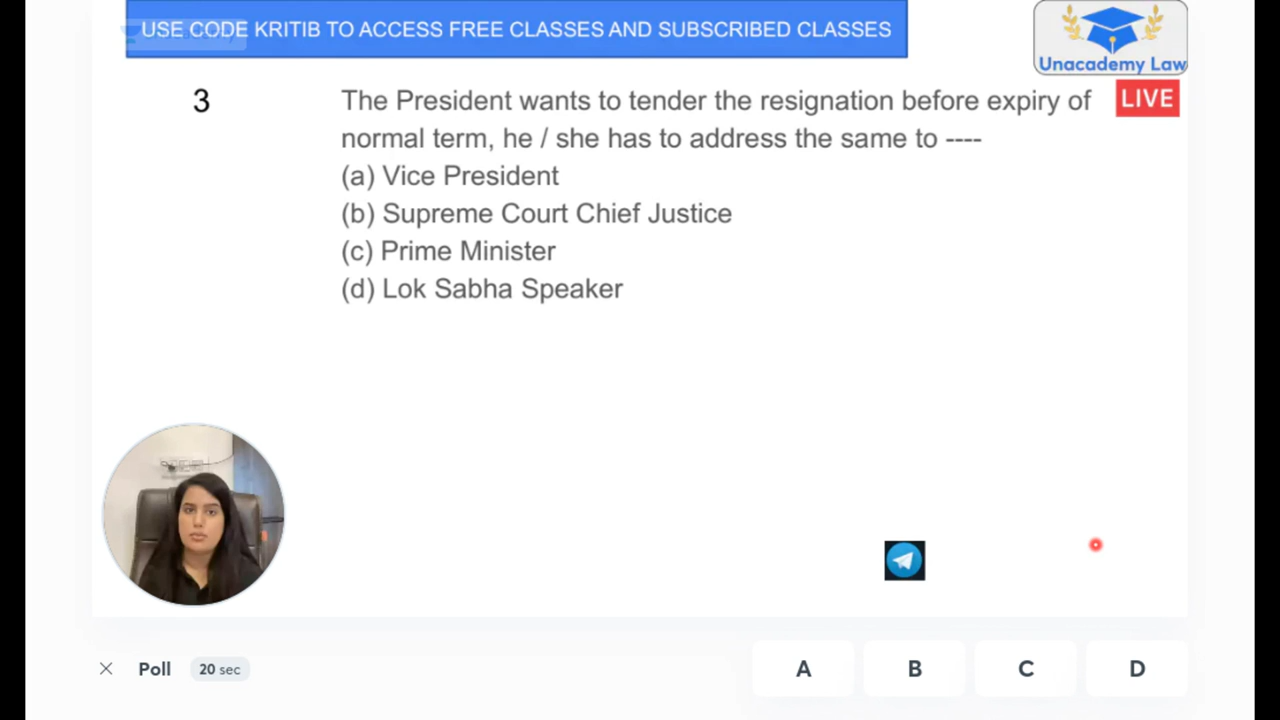 USE CODE KRITIB TO ACCESS FREE CLASSES AND SUBSCRIBED CLASSES
Unacademy Law
LIVE
3
The President wants to tender the resignation before expiry of
normal term, he / she has to address the same to ----
(a) Vice President
(b) Supreme Court Chief Justice
(c) Prime Minister
(d) Lok Sabha Speaker
Poll
20 sec
A
B
C
D